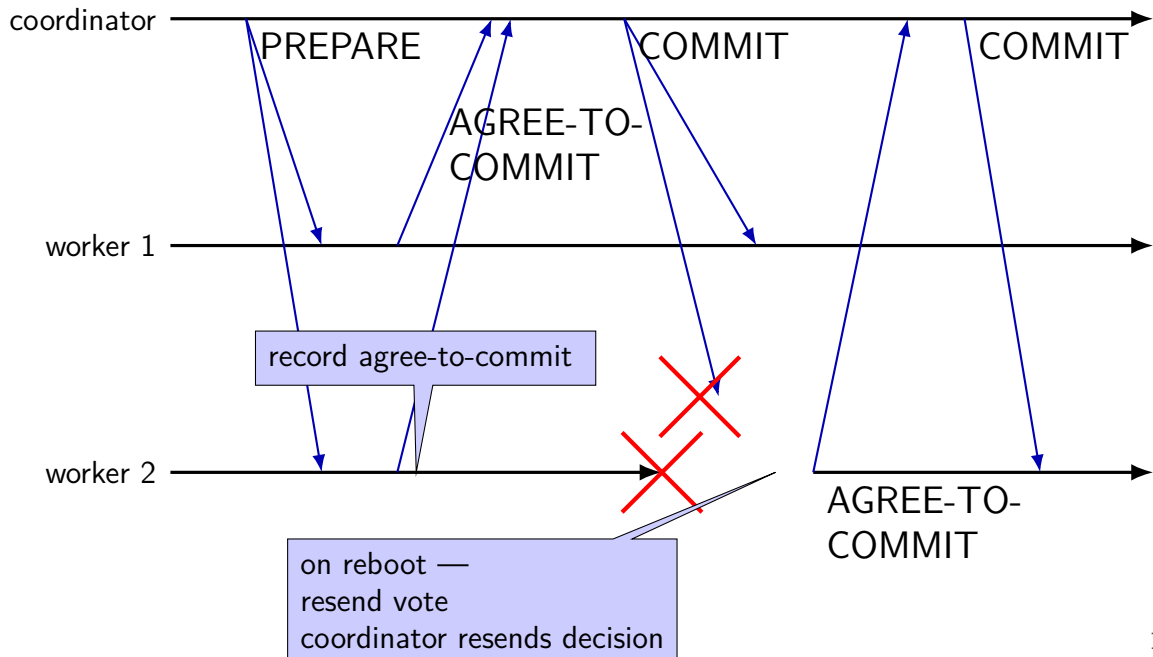 coordinator
PREPARE
COMMIT
COMMIT
AGREE-TO-
COMMIT
worker 1
record agree-to-commit
worker 2
AGREE-TO-
COMMIT
on reboot —
resend vote
coordinator resends decision